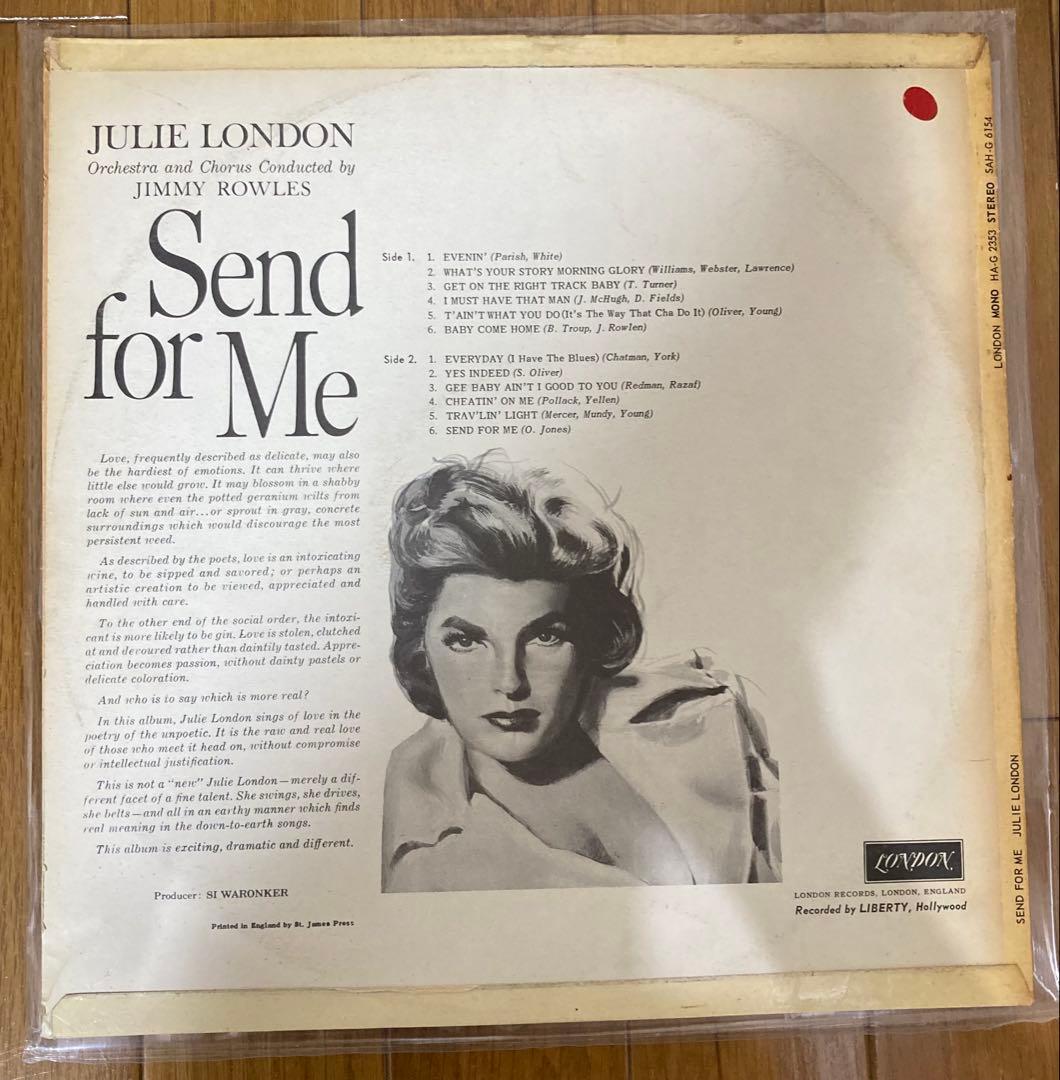 JULIE LONDON
Orchestra and Chorus Conducted by
JIMMY ROWLES
Send
for Me
Side 1. 1. EVENIN' (Parish, White)
2. WHAT'S YOUR STORY MORNING GLORY (Williams, Webster, Lawrence)
3. GET ON THE RIGHT TRACK BABY (T. Turner)
4. I MUST HAVE THAT MAN (J. McHugh, D. Fields)
5. T'AIN'T WHAT YOU DO (It's The Way That Cha Do It) (Oliver, Young)
6. BABY COME HOME (B. Troup, J. Rowlen)
Side 2. 1. EVERYDAY (I Have The Blues) (Chatman, York)
2. YES INDEED (S. Oliver)
3. GEE BABY AIN'T I GOOD TO YOU (Redman, Razaf)
4. CHEATIN' ON ME (Pollack, Yellen)
5. TRAV'LIN' LIGHT (Mercer, Mundy, Young)
6. SEND FOR ME (O. Jones)
Love, frequently described as delicate, may also
be the hardiest of emotions. It can thrive where
little else would grow. It may blossom in a shabby
room where even the potted geranium wilts from
lack of sun and air...or sprout in gray, concrete
surroundings which would discourage the most
persistent weed.
As described by the poets, love is an intoxicating
wine, to be sipped and savored; or perhaps an
artistic creation to be viewed, appreciated and
handled with care.
To the other end of the social order, the intoxi-
cant is more likely to be gin. Love is stolen, clutched
at and devoured rather than daintily tasted. Appre-
ciation becomes passion, without dainty pastels or
delicate coloration.
And who is to say which is more real?
In this album, Julie London sings of love in the
poetry of the unpoetic. It is the raw and real love
of those who meet it head on, without compromise
or intellectual justification.
This is not a "new" Julie London—merely a dif-
ferent facet of a fine talent. She swings, she drives,
she belts—and all in an earthy manner which finds
real meaning in the down-to-earth songs.
This album is exciting, dramatic and different.
Producer: SI WARONKER
Printed in England by St. James Press
LONDON
LONDON RECORDS, LONDON, ENGLAND
Recorded by LIBERTY, Hollywood
SEND FOR ME JULIE LONDON
LONDON MONO HA-G 2353 STEREO SAH-G 6154